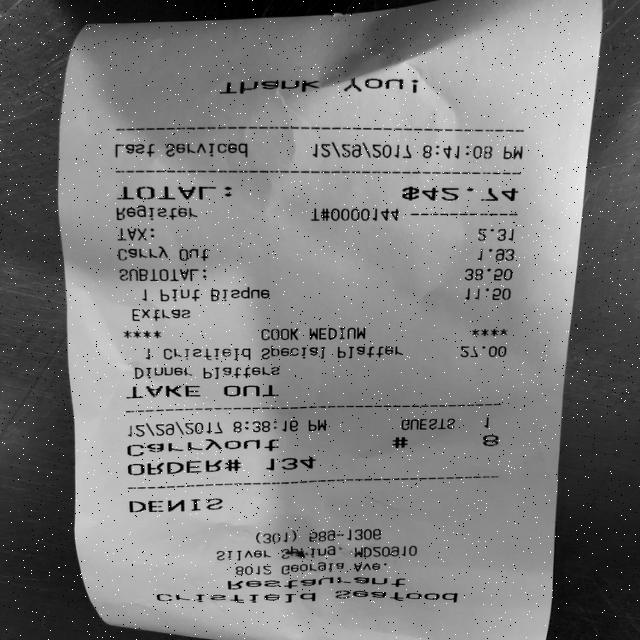 Crisfield Seafood
Restaurant
8012 Georgia Ave.
Silver Spring, MD20910
(301) 589-1306
DENIS
ORDER# 134
Carryout # 8
12/29/2017 8:38:16 PM GUESTS 1
TAKE OUT
Dinner Platters
1 Crisfield Special Platter 27.00
**** COOK MEDIUM ****
Extras
1 Pint Bisque 11.50
SUBTOTAL: 38.50
Carry Out 1.93
TAX: 2.31
Register T#0000144
TOTAL: $42.74
Last Serviced 12/29/2017 8:41:08 PM
Thank You!